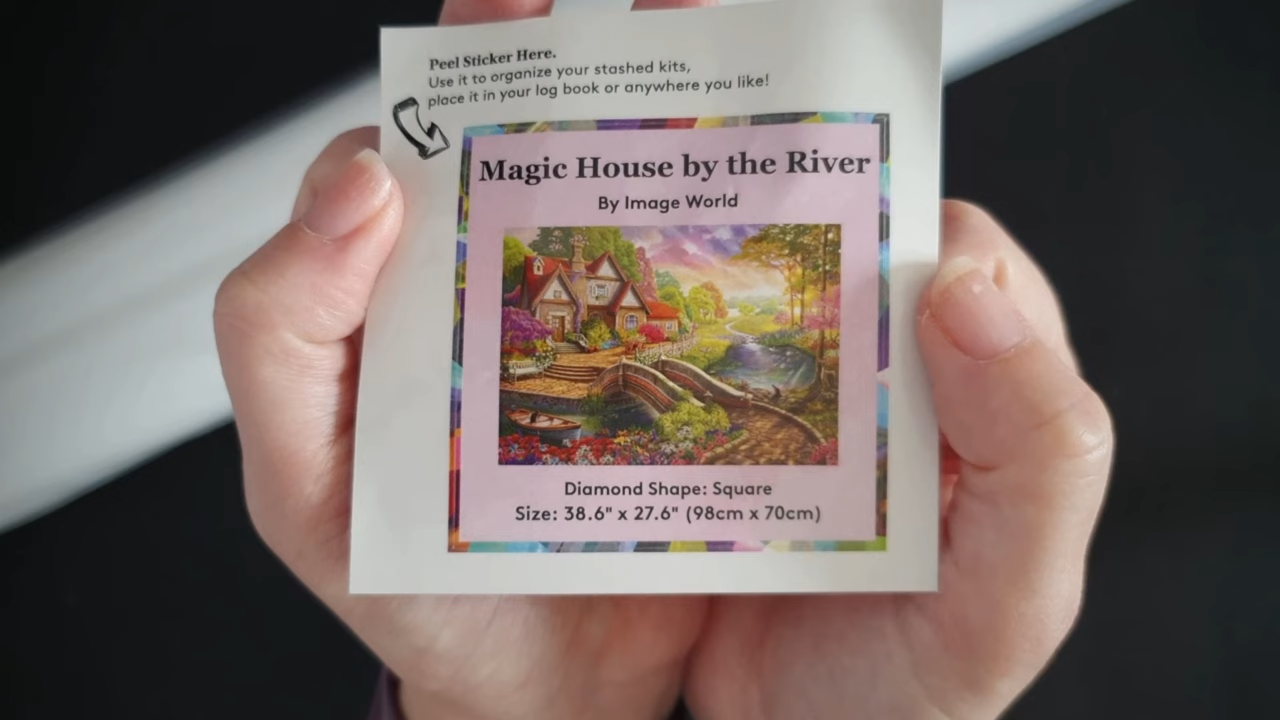 Peel Sticker Here.
Use it to organize your stashed kits,
place it in your log book or anywhere you like!
Magic House by the River
By Image World
Diamond Shape: Square
Size: 38.6" x 27.6" (98cm x 70cm)